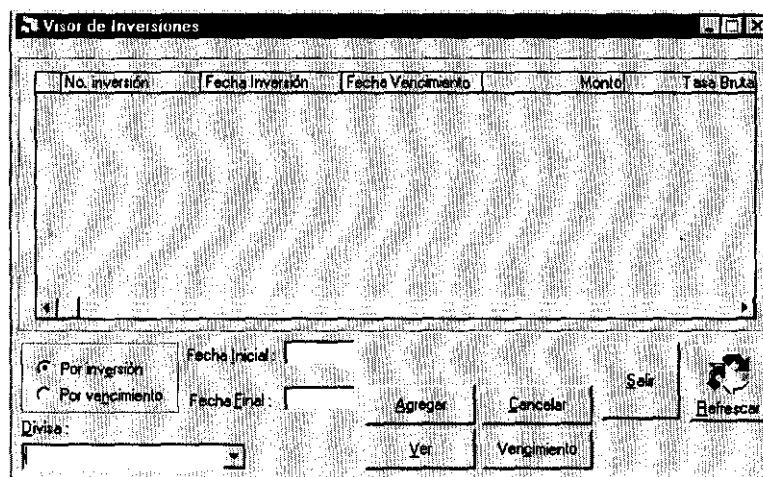 Visor de Inversiones
No. inversión Fecha Inversión Fecha Vencimiento Monto Tasa Bruta
Por inversión
Por vencimiento
Fecha Inicial :
Fecha Final :
Divisa :
Agregar
Cancelar
Salir
Refrescar
Ver
Vencimiento